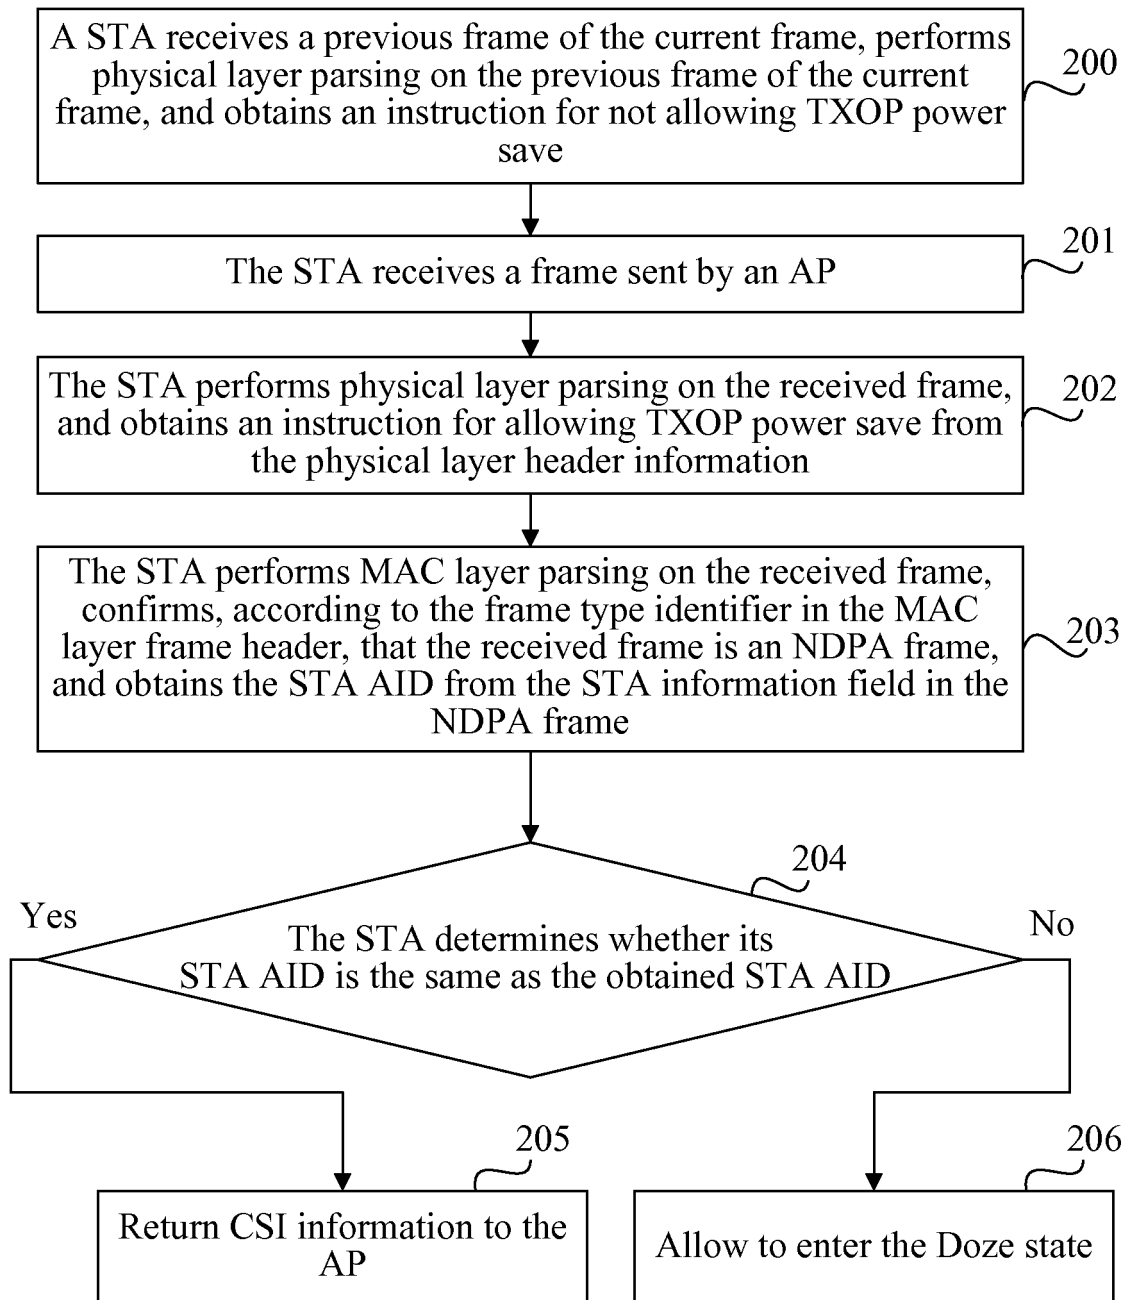 A STA receives a previous frame of the current frame, performs
physical layer parsing on the previous frame of the current
frame, and obtains an instruction for not allowing TXOP power
save
200
201
The STA receives a frame sent by an AP
The STA performs physical layer parsing on the received frame,
and obtains an instruction for allowing TXOP power save from
the physical layer header information
202
The STA performs MAC layer parsing on the received frame,
confirms, according to the frame type identifier in the MAC
layer frame header, that the received frame is an NDPA frame,
and obtains the STA AID from the STA information field in the
NDPA frame
203
204
Yes
No
The STA determines whether its
STA AID is the same as the obtained STA AID
205
206
Return CSI information to the
AP
Allow to enter the Doze state